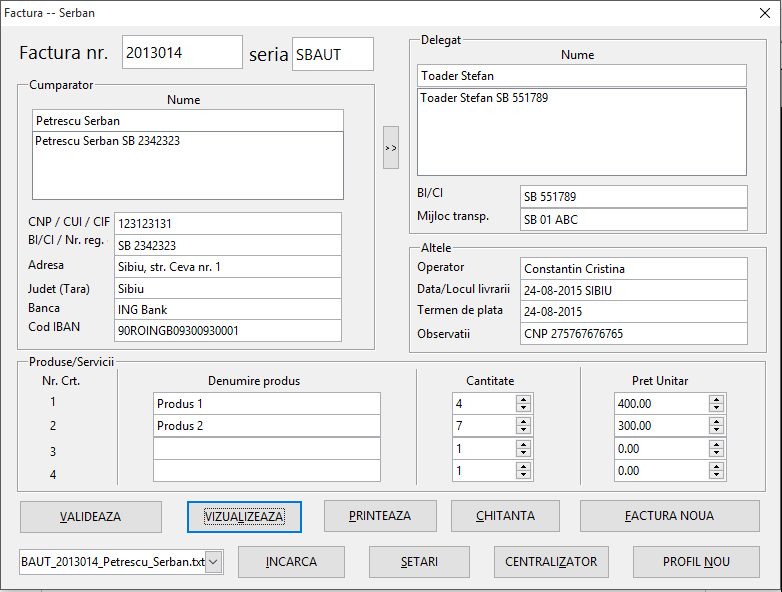 Factura -- Serban
Factura nr. 2013014 seria SBAUT
Cumparator
Nume
Petrescu Serban
Petrescu Serban SB 2342323
CNP / CUI / CIF 123123131
BI/CI / Nr. reg. SB 2342323
Adresa Sibiu, str. Ceva nr. 1
Judet (Tara) Sibiu
Banca ING Bank
Cod IBAN 90ROINGB09300930001
>>
Delegat
Nume
Toader Stefan
Toader Stefan SB 551789
BI/CI SB 551789
Mijloc transp. SB 01 ABC
Altele
Operator Constantin Cristina
Data/Locul livrarii 24-08-2015 SIBIU
Termen de plata 24-08-2015
Observatii CNP 275767676765
Produse/Servicii
Nr. Crt. Denumire produs Cantitate Pret Unitar
1 Produs 1 4 400.00
2 Produs 2 7 300.00
3 1 0.00
4 1 0.00
VALIDEAZA VIZUALIZEAZA PRINTEAZA CHITANTA FACTURA NOUA
BAUT_2013014_Petrescu_Serban.txt INCARCA SETARI CENTRALIZATOR PROFIL NOU